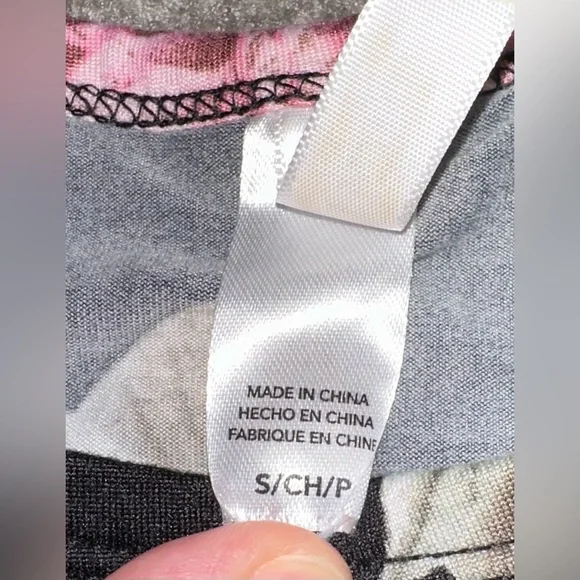 MADE IN CHINA
HECHO EN CHINA
FABRIQUE EN CHINE
S/CH/P